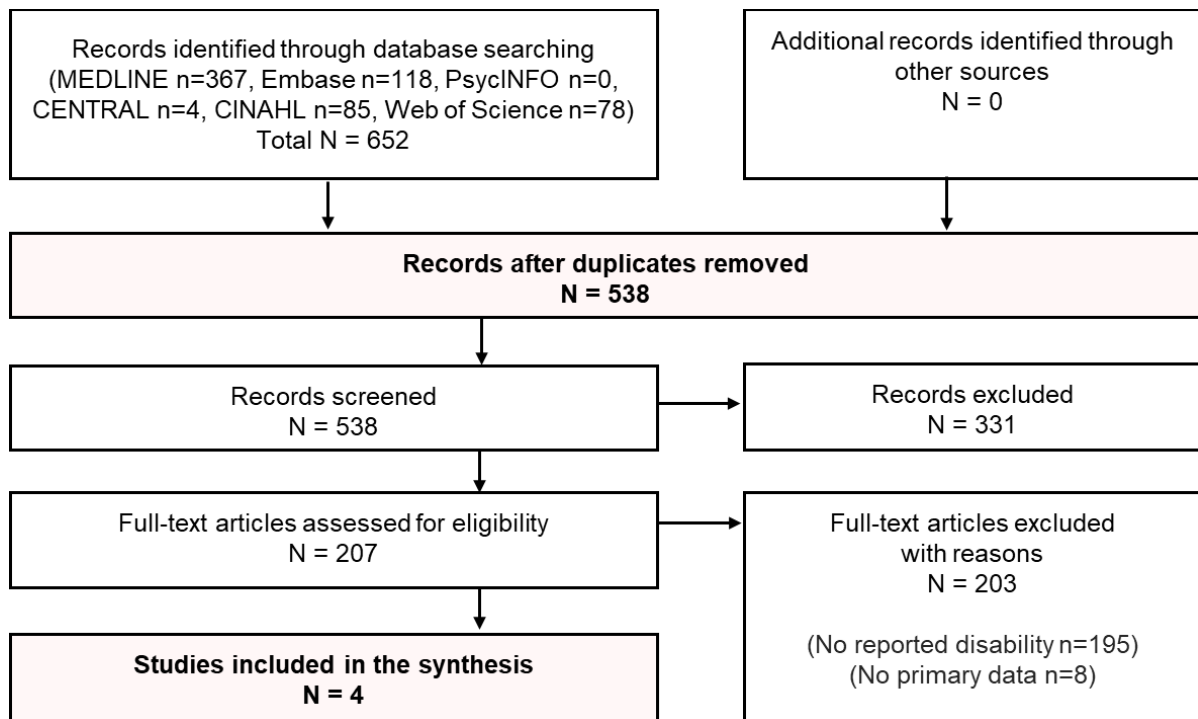 Records identified through database searching
(MEDLINE n=367, Embase n=118, PsycINFO n=0,
CENTRAL n=4, CINAHL n=85, Web of Science n=78)
Total N = 652
Additional records identified through
other sources
N = 0
Records after duplicates removed
N = 538
Records screened
N = 538
Records excluded
N = 331
Full-text articles assessed for eligibility
N = 207
Full-text articles excluded
with reasons
N = 203
(No reported disability n=195)
(No primary data n=8)
Studies included in the synthesis
N = 4